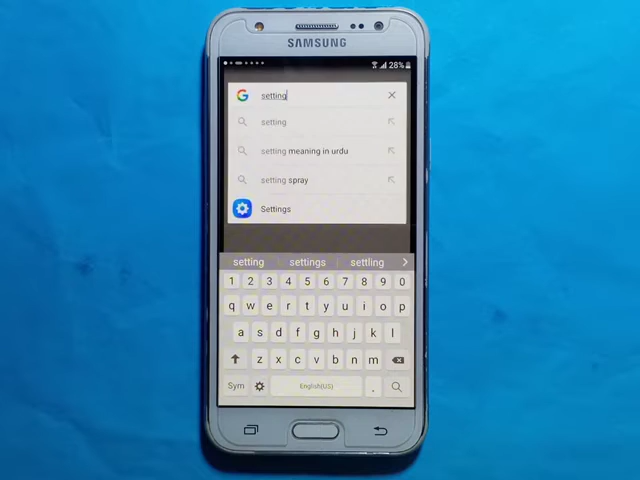 SAMSUNG
28%
setting
setting
setting meaning in urdu
setting spray
Settings
setting settings settling
1 2 3 4 5 6 7 8 9 0
q w e r t y u i o p
a s d f g h j k l
z x c v b n m
Sym English(US) .